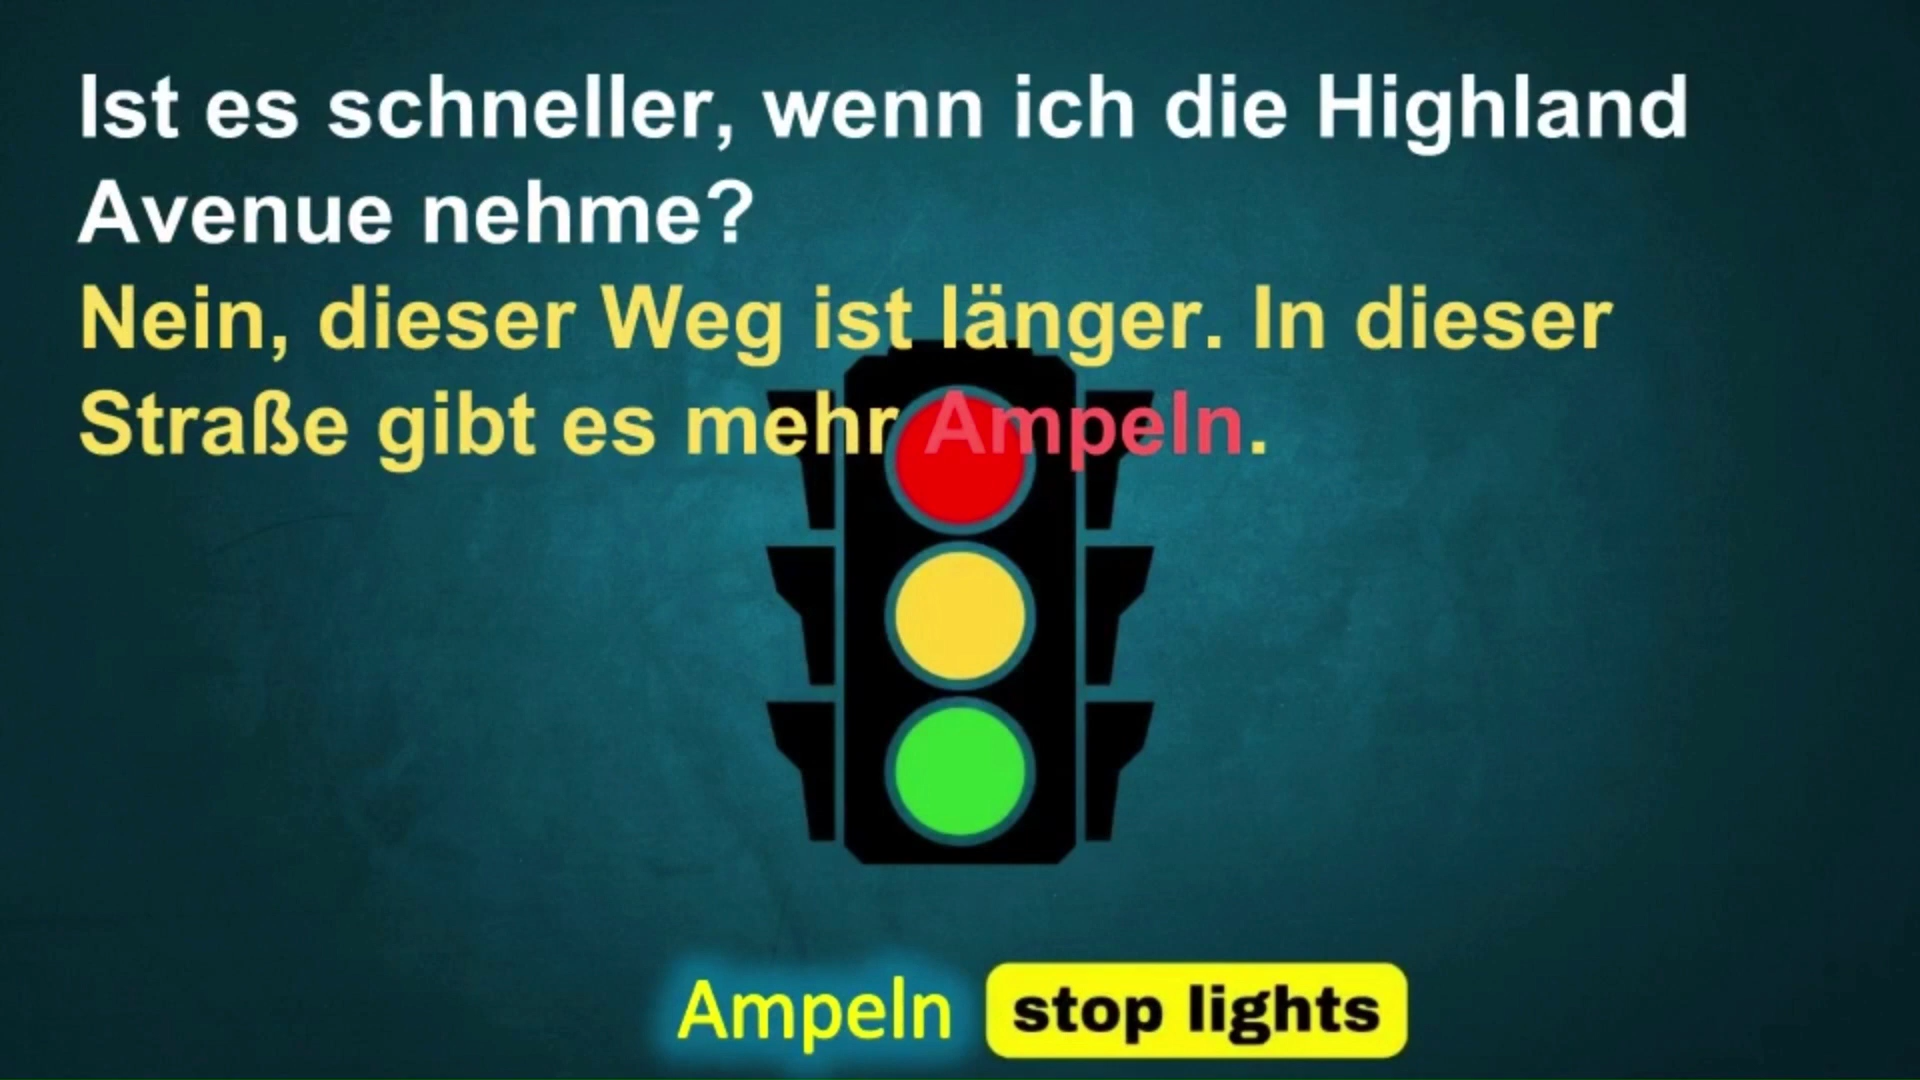 Ist es schneller, wenn ich die Highland
Avenue nehme?
Nein, dieser Weg ist länger. In dieser
Straße gibt es mehr Ampeln.
Ampeln stop lights